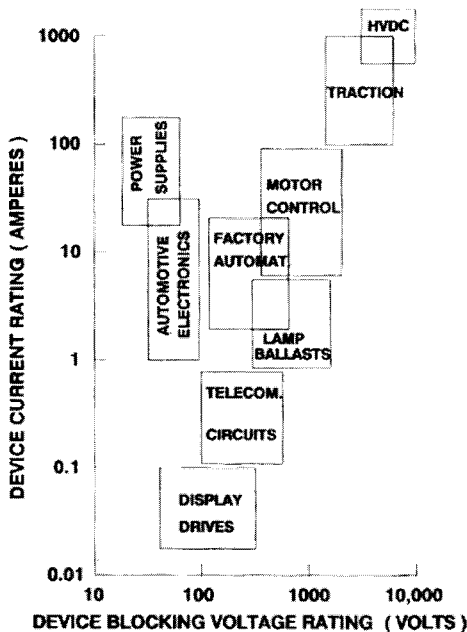 HVDC
1000
TRACTION
100
POWER
SUPPLIES
MOTOR
CONTROL
FACTORY
AUTOMAT.
10
AUTOMOTIVE
ELECTRONICS
LAMP
BALLASTS
1
TELECOM.
CIRCUITS
0.1
DISPLAY
DRIVES
0.01
10
100
1000
10,000
DEVICE CURRENT RATING ( AMPERES )
DEVICE BLOCKING VOLTAGE RATING ( VOLTS )